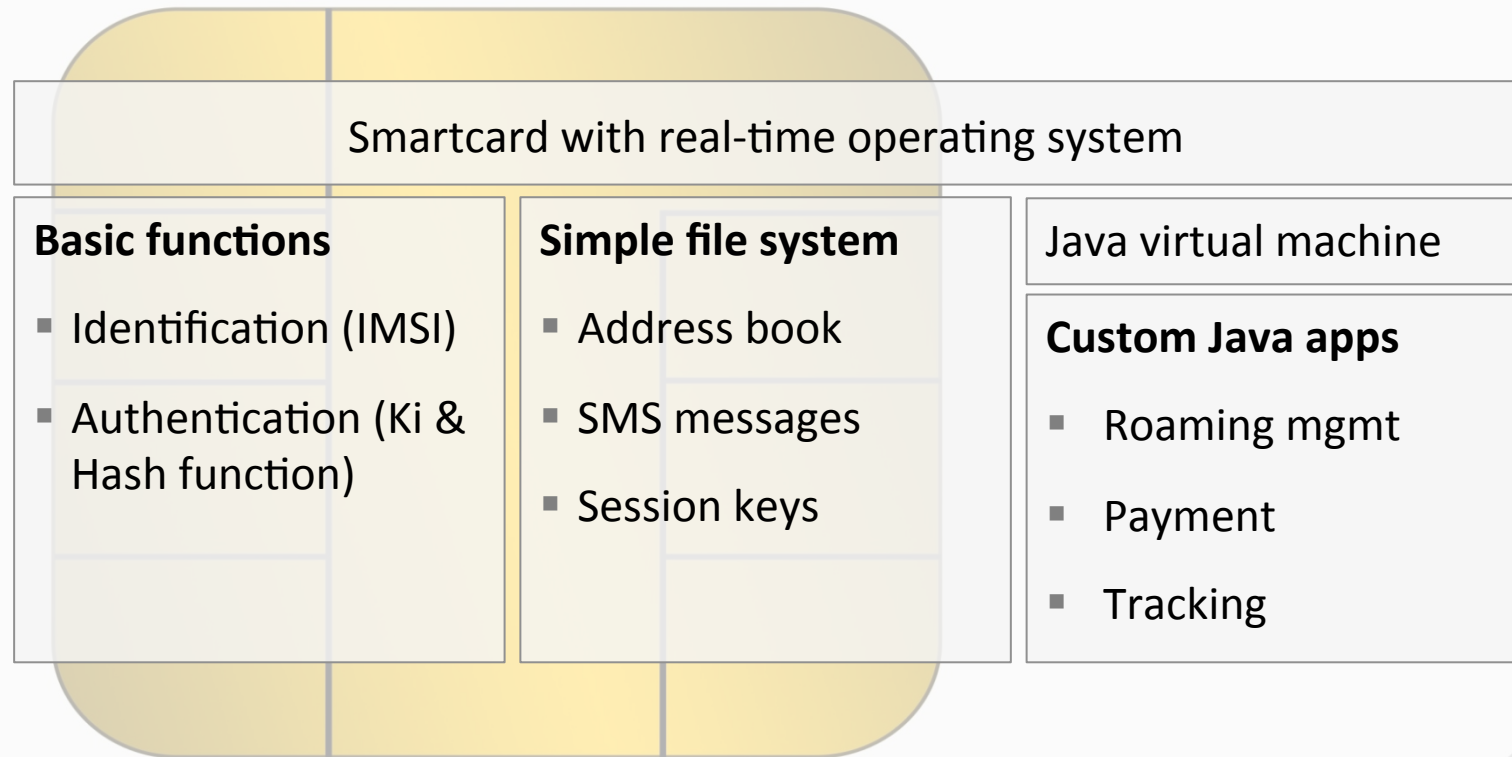 Smartcard with real-time operating system
Basic functions
▪ Identification (IMSI)
▪ Authentication (Ki &
Hash function)
Simple file system
▪ Address book
▪ SMS messages
▪ Session keys
Java virtual machine
Custom Java apps
▪ Roaming mgmt
▪ Payment
▪ Tracking